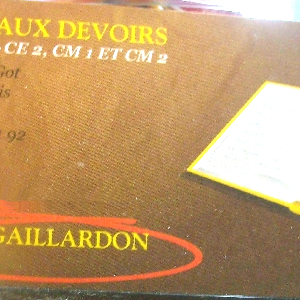 AUX DEVOIRS
CE 2, CM 1 ET CM 2
Got
is
92
GAILLARDON